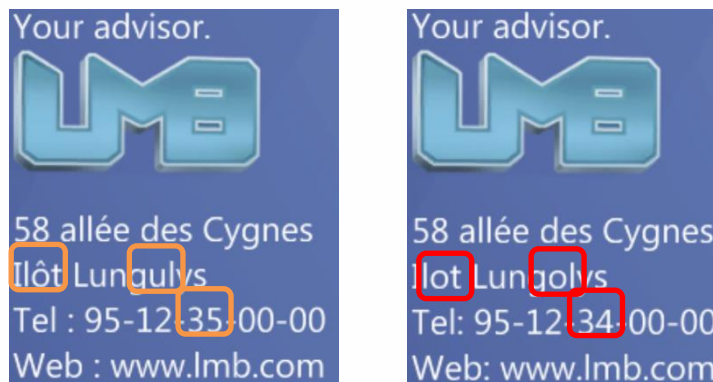 Your advisor.
LMB
58 allée des Cygnes
Ilôt Lungulys
Tel : 95-12-35-00-00
Web : www.lmb.com
Your advisor.
LMB
58 allée des Cygnes
Ilot Lungolys
Tel: 95-12-34-00-00
Web: www.lmb.com